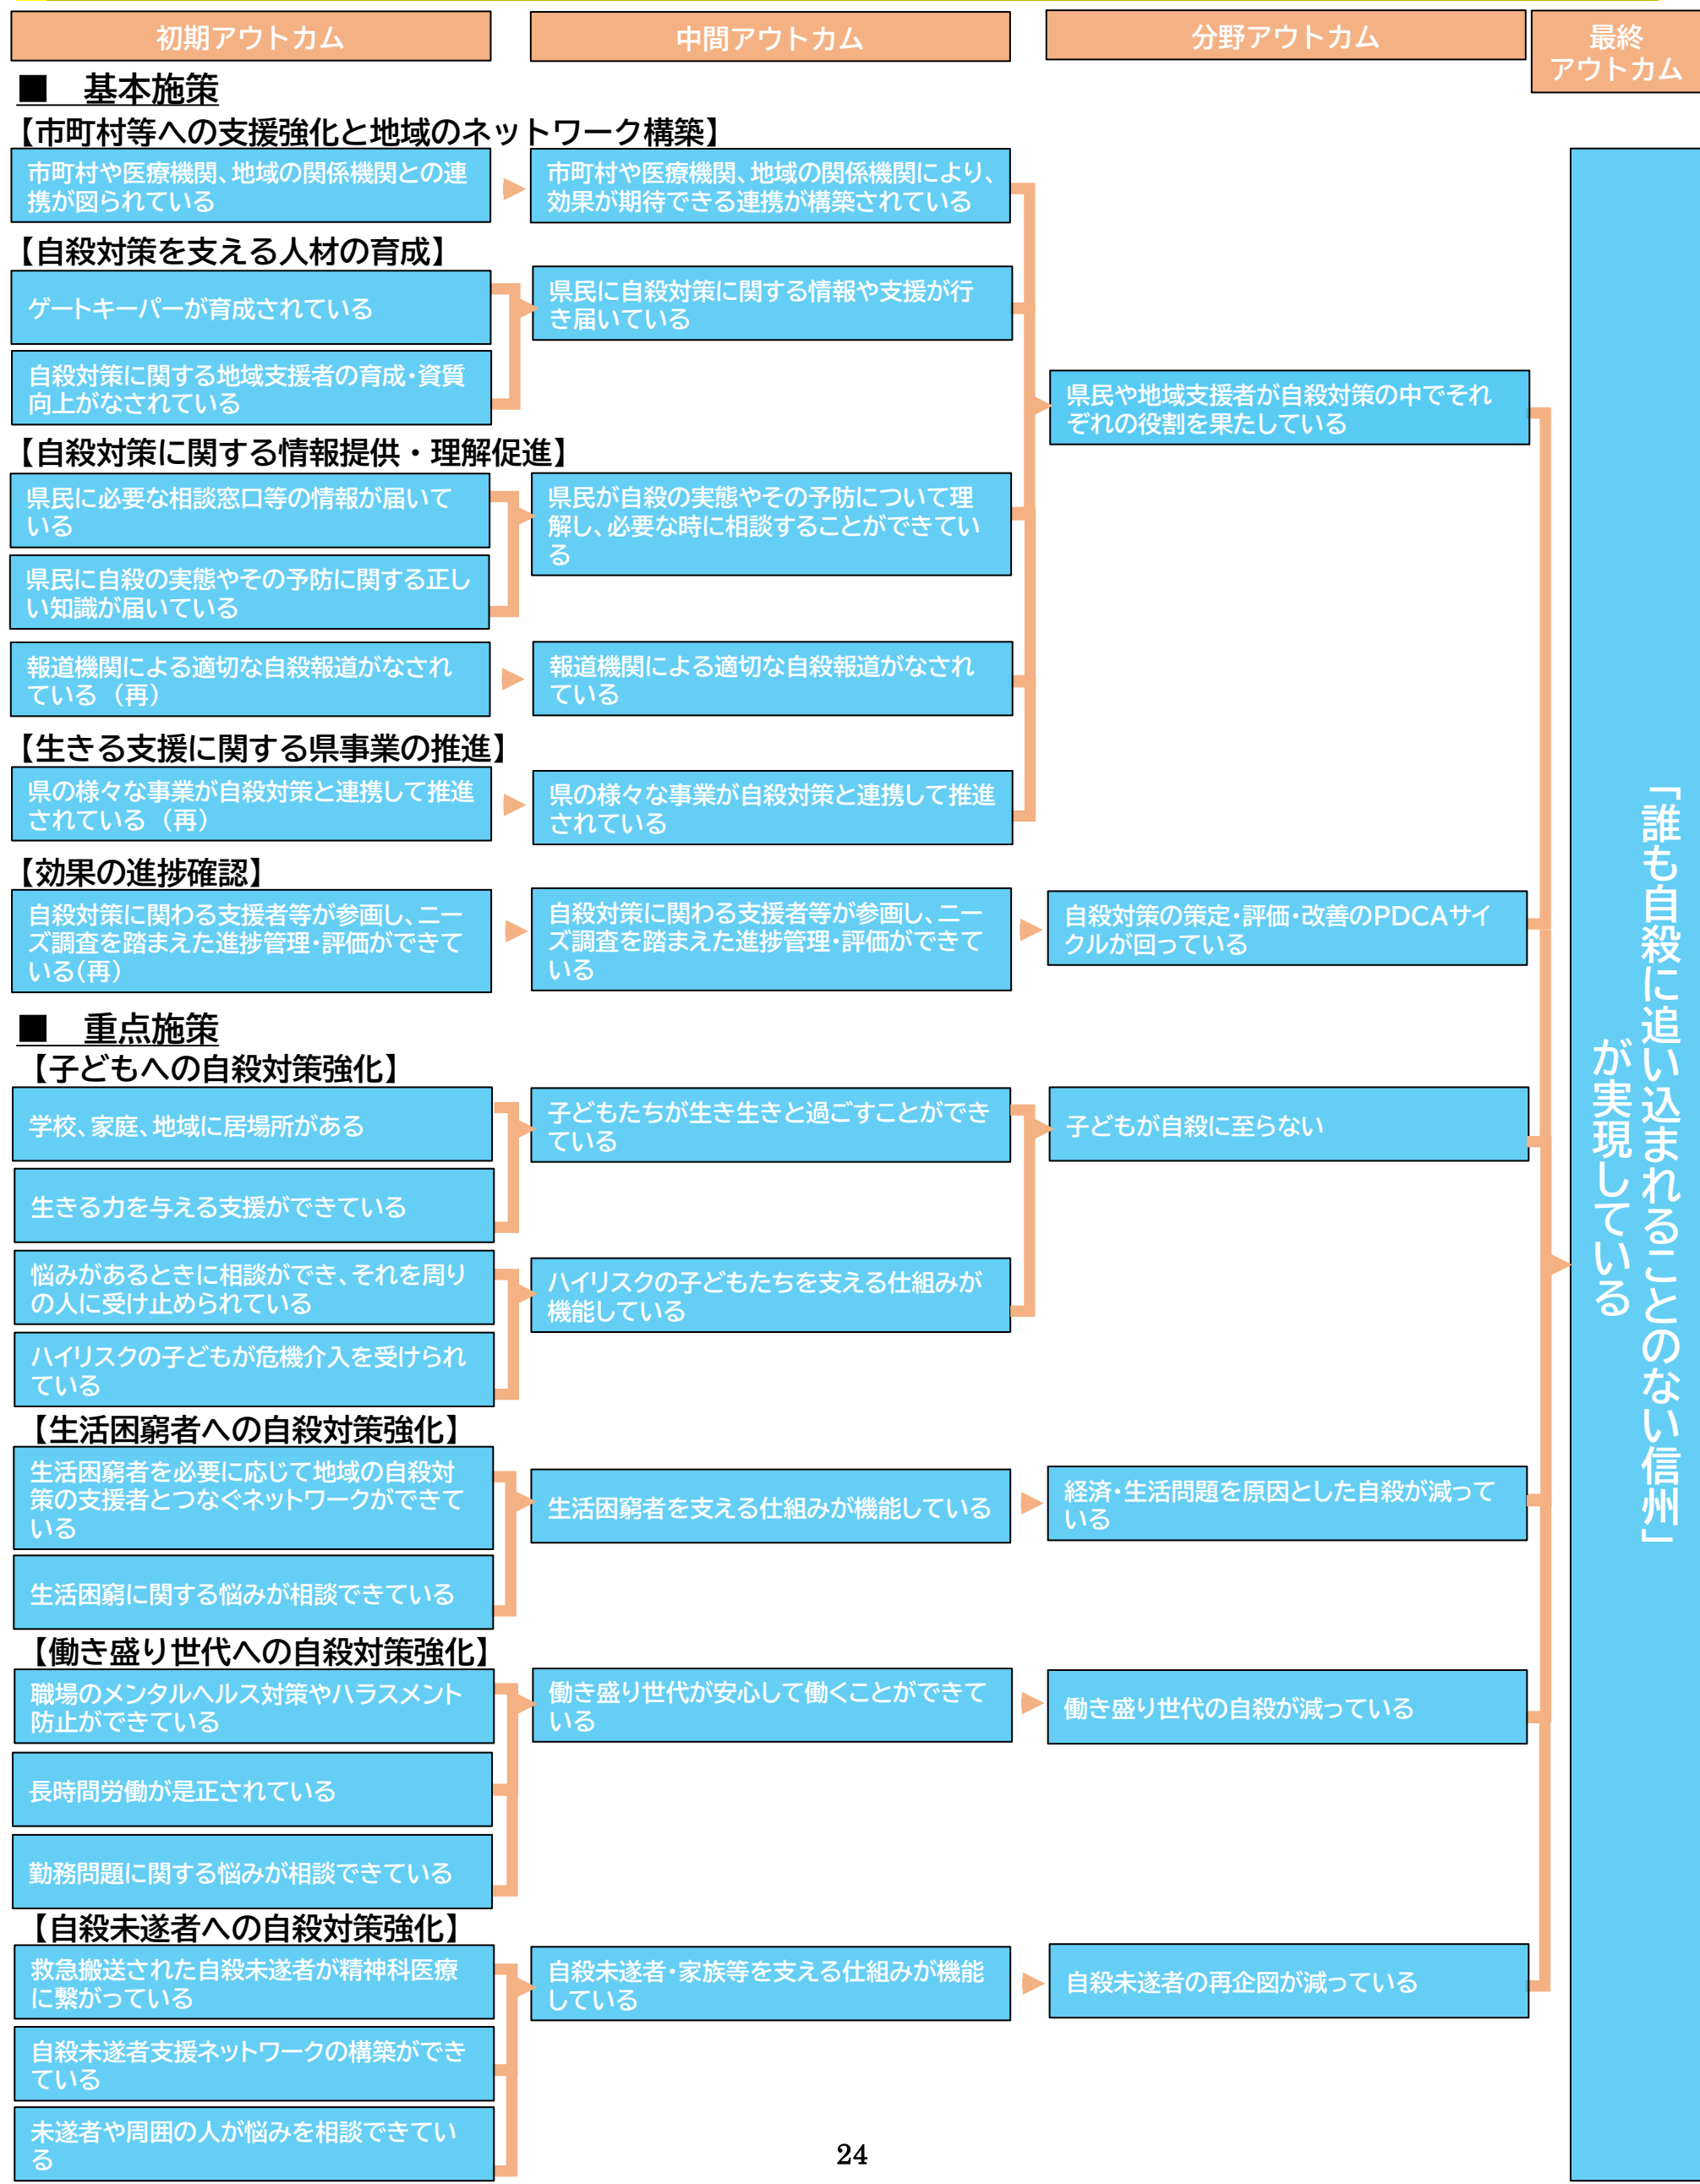 初期アウトカム
中間アウトカム
分野アウトカム
最終
アウトカム
■　基本施策
【市町村等への支援強化と地域のネットワーク構築】
市町村や医療機関、地域の関係機関との連
携が図られている
市町村や医療機関、地域の関係機関により、
効果が期待できる連携が構築されている
【自殺対策を支える人材の育成】
ゲートキーパーが育成されている
県民に自殺対策に関する情報や支援が行
き届いている
自殺対策に関する地域支援者の育成・資質
向上がなされている
県民や地域支援者が自殺対策の中でそれ
ぞれの役割を果たしている
【自殺対策に関する情報提供・理解促進】
県民に必要な相談窓口等の情報が届いて
いる
県民が自殺の実態やその予防について理
解し、必要な時に相談することができてい
る
県民に自殺の実態やその予防に関する正し
い知識が届いている
報道機関による適切な自殺報道がなされ
ている（再）
報道機関による適切な自殺報道がなされ
ている
【生きる支援に関する県事業の推進】
県の様々な事業が自殺対策と連携して推進
されている（再）
県の様々な事業が自殺対策と連携して推進
されている
【効果の進捗確認】
自殺対策に関わる支援者等が参画し、ニー
ズ調査を踏まえた進捗管理・評価ができて
いる(再)
自殺対策に関わる支援者等が参画し、ニー
ズ調査を踏まえた進捗管理・評価ができて
いる
自殺対策の策定・評価・改善のPDCAサイ
クルが回っている
■　重点施策
【子どもへの自殺対策強化】
学校、家庭、地域に居場所がある
子どもたちが生き生きと過ごすことができ
ている
子どもが自殺に至らない
生きる力を与える支援ができている
悩みがあるときに相談ができ、それを周り
の人に受け止められている
ハイリスクの子どもたちを支える仕組みが
機能している
ハイリスクの子どもが危機介入を受けられ
ている
【生活困窮者への自殺対策強化】
生活困窮者を必要に応じて地域の自殺対
策の支援者とつなぐネットワークができて
いる
生活困窮者を支える仕組みが機能している
経済・生活問題を原因とした自殺が減って
いる
生活困窮に関する悩みが相談できている
【働き盛り世代への自殺対策強化】
職場のメンタルヘルス対策やハラスメント
防止ができている
働き盛り世代が安心して働くことができて
いる
働き盛り世代の自殺が減っている
長時間労働が是正されている
勤務問題に関する悩みが相談できている
【自殺未遂者への自殺対策強化】
救急搬送された自殺未遂者が精神科医療
に繋がっている
自殺未遂者・家族等を支える仕組みが機能
している
自殺未遂者の再企図が減っている
自殺未遂者支援ネットワークの構築ができ
ている
未遂者や周囲の人が悩みを相談できてい
る
「誰も自殺に追い込まれることのない信州」
が実現している
24